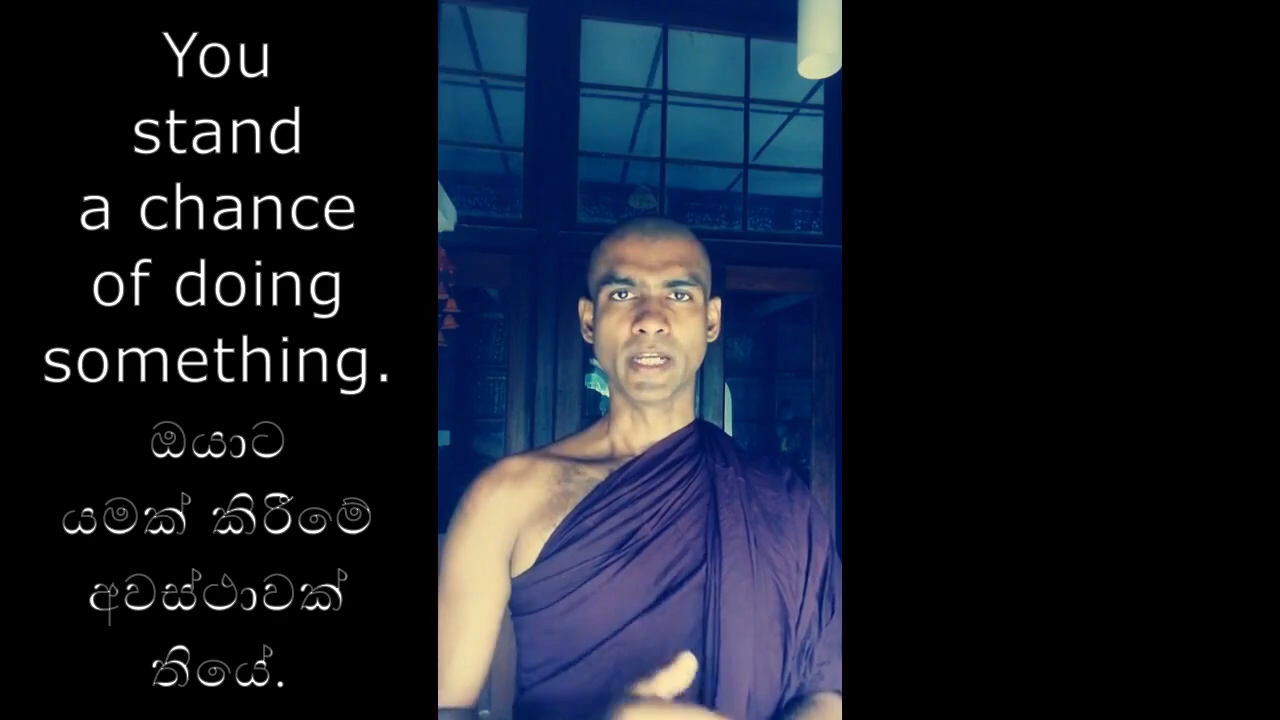 You
stand
a chance
of doing
something.
ඔයාට
යමක් කිරීමේ
අවස්ථාවක්
තියේ.